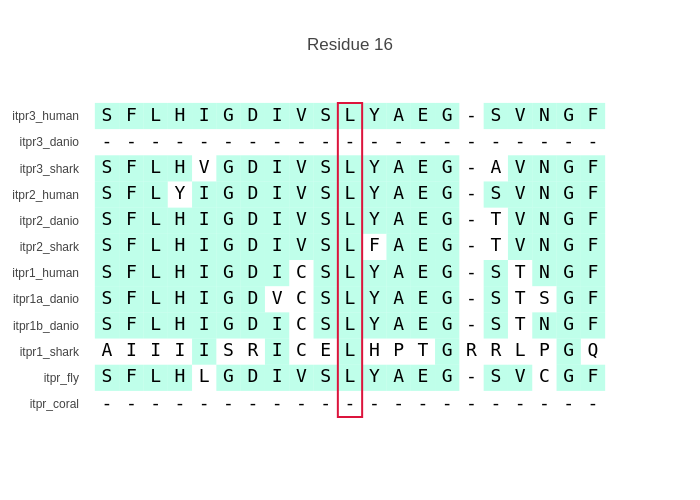 Residue 16
itpr3_human S F L H I G D I V S L Y A E G - S V N G F
itpr3_danio - - - - - - - - - - - - - - - - - - - - -
itpr3_shark S F L H V G D I V S L Y A E G - A V N G F
itpr2_human S F L Y I G D I V S L Y A E G - S V N G F
itpr2_danio S F L H I G D I V S L Y A E G - T V N G F
itpr2_shark S F L H I G D I V S L F A E G - T V N G F
itpr1_human S F L H I G D I C S L Y A E G - S T N G F
itpr1a_danio S F L H I G D V C S L Y A E G - S T S G F
itpr1b_danio S F L H I G D I C S L Y A E G - S T N G F
itpr1_shark A I I I I S R I C E L H P T G R R L P G Q
itpr_fly S F L H L G D I V S L Y A E G - S V C G F
itpr_coral - - - - - - - - - - - - - - - - - - - - -